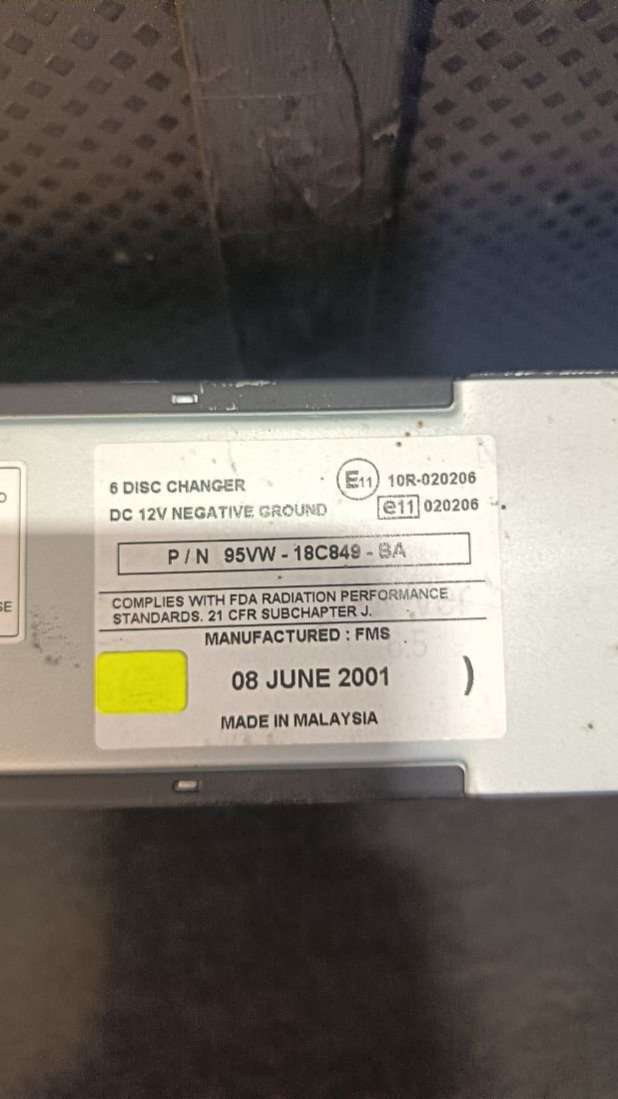 6 DISC CHANGER
DC 12V NEGATIVE GROUND
E11 10R-020206
e11 020206
P/N 95VW-18C849-BA
COMPLIES WITH FDA RADIATION PERFORMANCE
STANDARDS. 21 CFR SUBCHAPTER J.
MANUFACTURED : FMS
08 JUNE 2001
)
MADE IN MALAYSIA